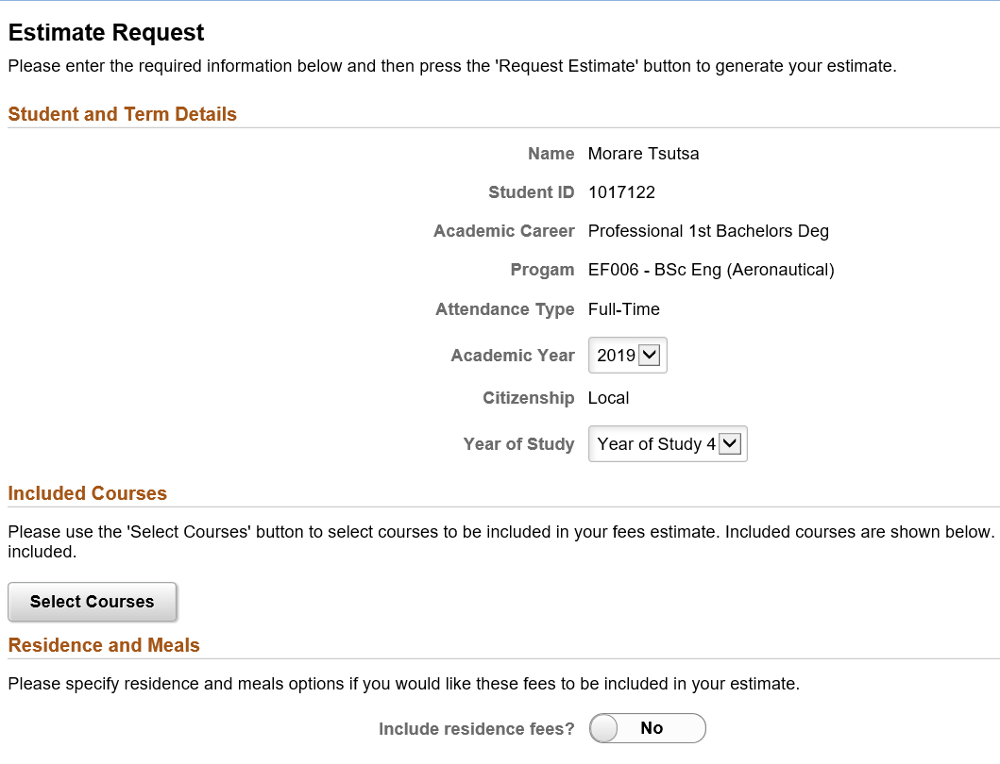 Estimate Request
Please enter the required information below and then press the 'Request Estimate' button to generate your estimate.
Student and Term Details
Name Morare Tsutsa
Student ID 1017122
Academic Career Professional 1st Bachelors Deg
Progam EF006 - BSc Eng (Aeronautical)
Attendance Type Full-Time
Academic Year 2019
Citizenship Local
Year of Study Year of Study 4
Included Courses
Please use the 'Select Courses' button to select courses to be included in your fees estimate. Included courses are shown below.
included.
Select Courses
Residence and Meals
Please specify residence and meals options if you would like these fees to be included in your estimate.
Include residence fees? No